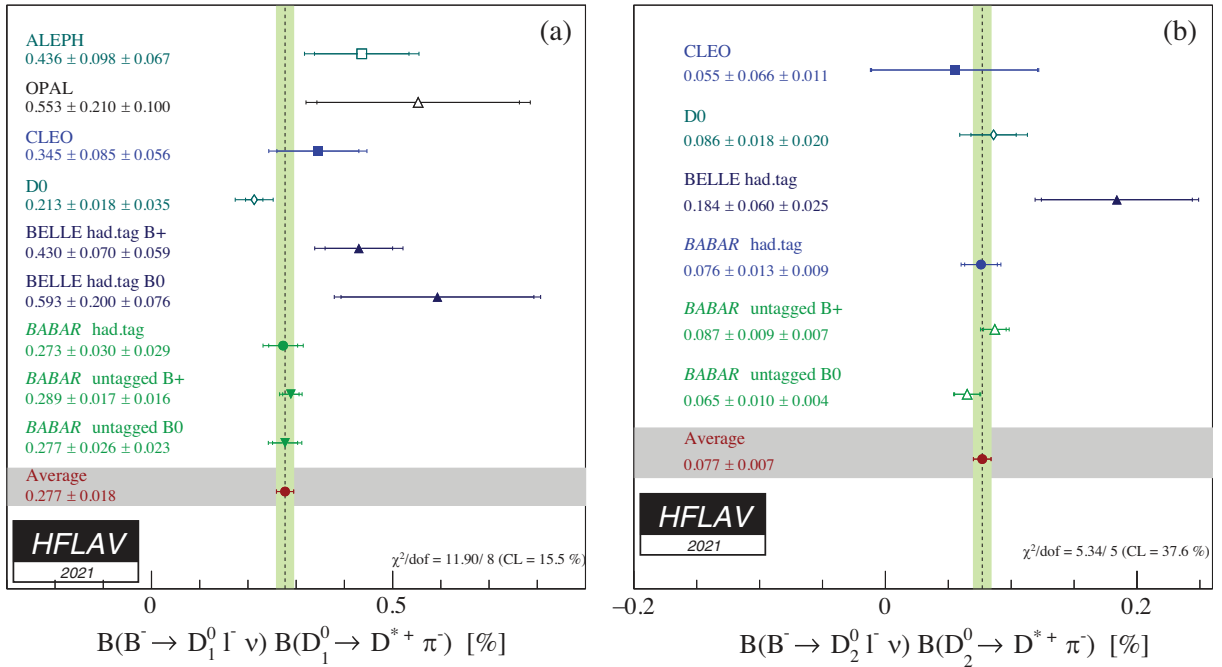 (a)
ALEPH
0.436 ± 0.098 ± 0.067
OPAL
0.553 ± 0.210 ± 0.100
CLEO
0.345 ± 0.085 ± 0.056
D0
0.213 ± 0.018 ± 0.035
BELLE had.tag B+
0.430 ± 0.070 ± 0.059
BELLE had.tag B0
0.593 ± 0.200 ± 0.076
BABAR had.tag
0.273 ± 0.030 ± 0.029
BABAR untagged B+
0.289 ± 0.017 ± 0.016
BABAR untagged B0
0.277 ± 0.026 ± 0.023
Average
0.277 ± 0.018
HFLAV
2021
χ²/dof = 11.90/ 8 (CL = 15.5 %)
0 0.5
B(B⁻ → D₁⁰ l⁻ ν) B(D₁⁰ → D*⁺ π⁻) [%]
(b)
CLEO
0.055 ± 0.066 ± 0.011
D0
0.086 ± 0.018 ± 0.020
BELLE had.tag
0.184 ± 0.060 ± 0.025
BABAR had.tag
0.076 ± 0.013 ± 0.009
BABAR untagged B+
0.087 ± 0.009 ± 0.007
BABAR untagged B0
0.065 ± 0.010 ± 0.004
Average
0.077 ± 0.007
HFLAV
2021
χ²/dof = 5.34/ 5 (CL = 37.6 %)
−0.2 0 0.2
B(B⁻ → D₂⁰ l⁻ ν) B(D₂⁰ → D*⁺ π⁻) [%]